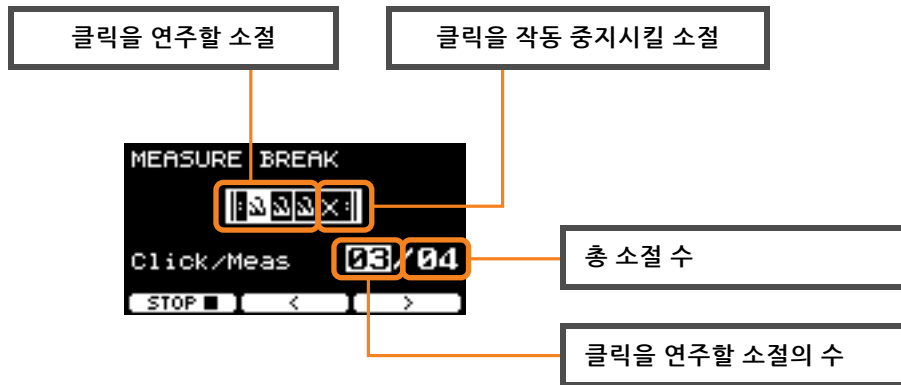 클릭을 연주할 소절
클릭을 작동 중지시킬 소절
MEASURE BREAK
Click/Meas 03/04
총 소절 수
STOP ■ < >
클릭을 연주할 소절의 수